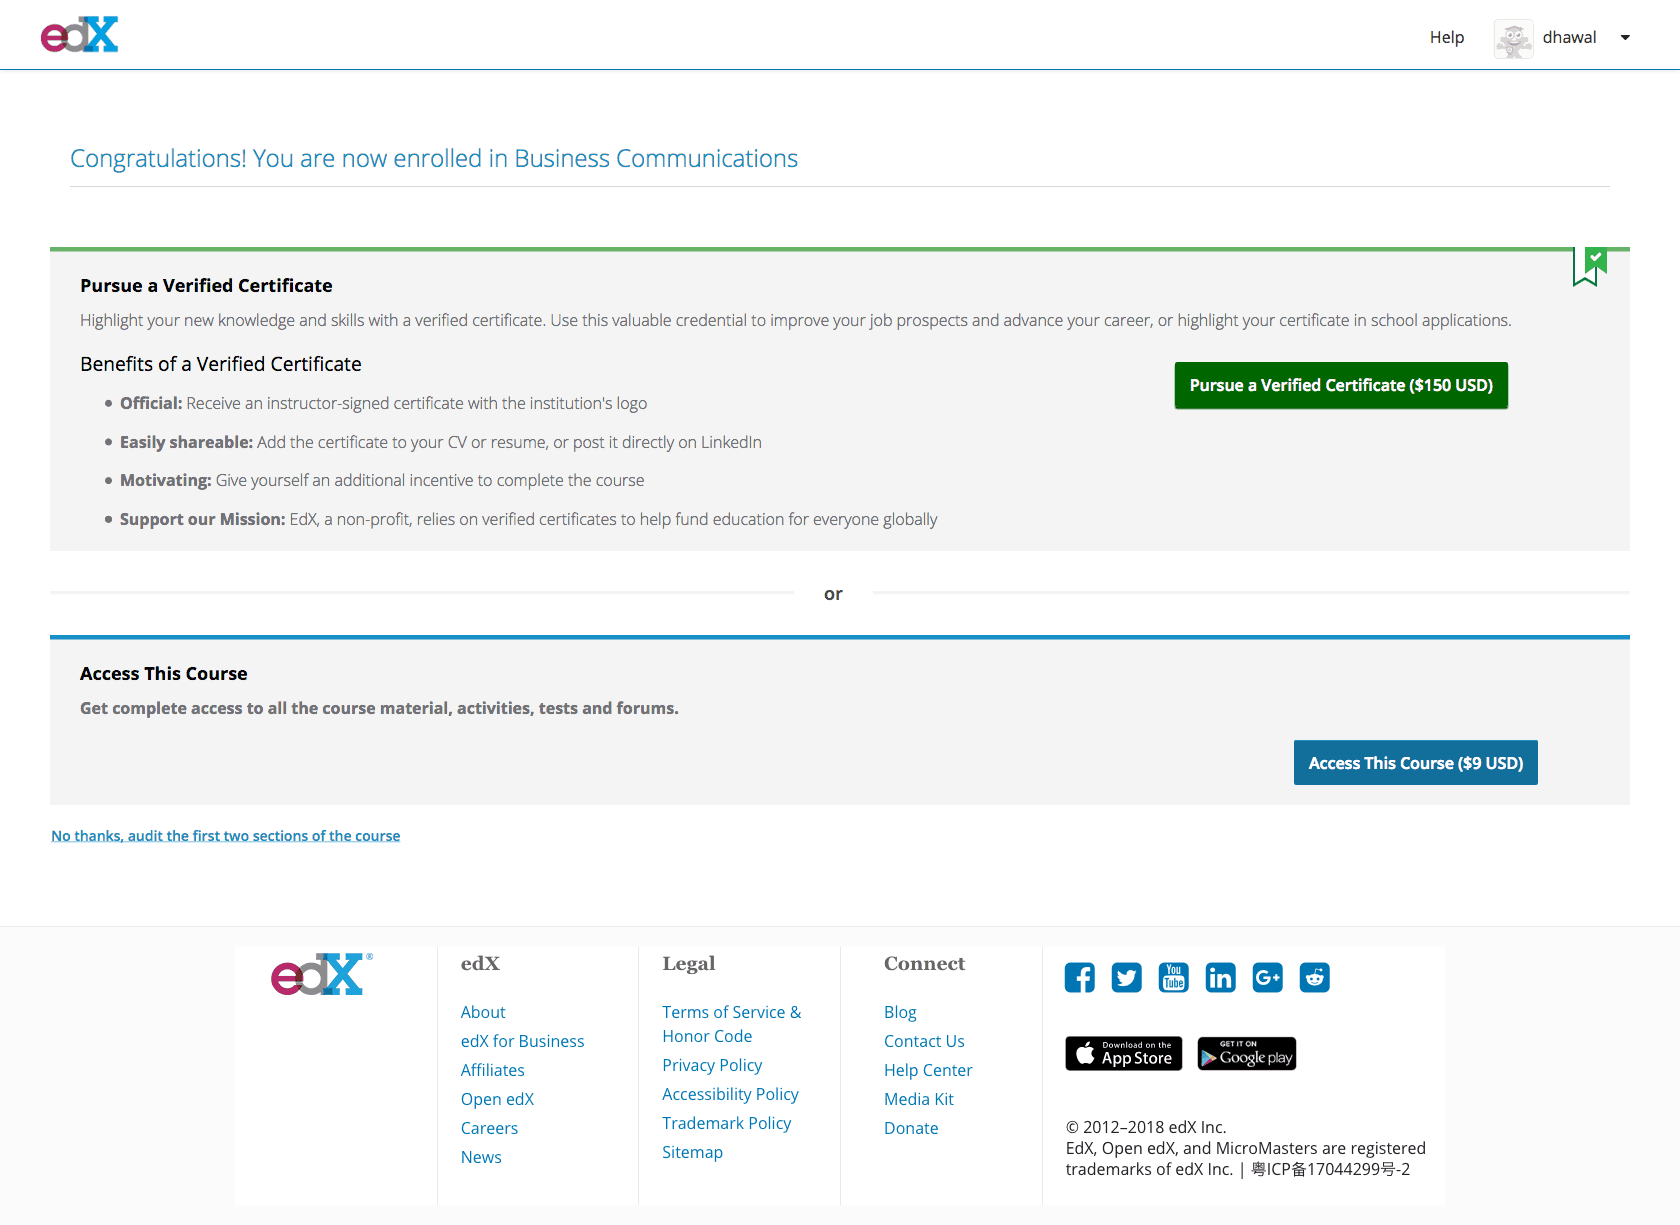 edX
Help
dhawal
Congratulations! You are now enrolled in Business Communications
Pursue a Verified Certificate
Highlight your new knowledge and skills with a verified certificate. Use this valuable credential to improve your job prospects and advance your career, or highlight your certificate in school applications.
Benefits of a Verified Certificate
Pursue a Verified Certificate ($150 USD)
• Official: Receive an instructor-signed certificate with the institution's logo
• Easily shareable: Add the certificate to your CV or resume, or post it directly on LinkedIn
• Motivating: Give yourself an additional incentive to complete the course
• Support our Mission: EdX, a non-profit, relies on verified certificates to help fund education for everyone globally
or
Access This Course
Get complete access to all the course material, activities, tests and forums.
Access This Course ($9 USD)
No thanks, audit the first two sections of the course
edX®
edX
About
edX for Business
Affiliates
Open edX
Careers
News
Legal
Terms of Service &
Honor Code
Privacy Policy
Accessibility Policy
Trademark Policy
Sitemap
Connect
Blog
Contact Us
Help Center
Media Kit
Donate
You
Tube
in
G+
Download on the
App Store
GET IT ON
Google play
© 2012–2018 edX Inc.
EdX, Open edX, and MicroMasters are registered
trademarks of edX Inc. | 粤ICP备17044299号-2